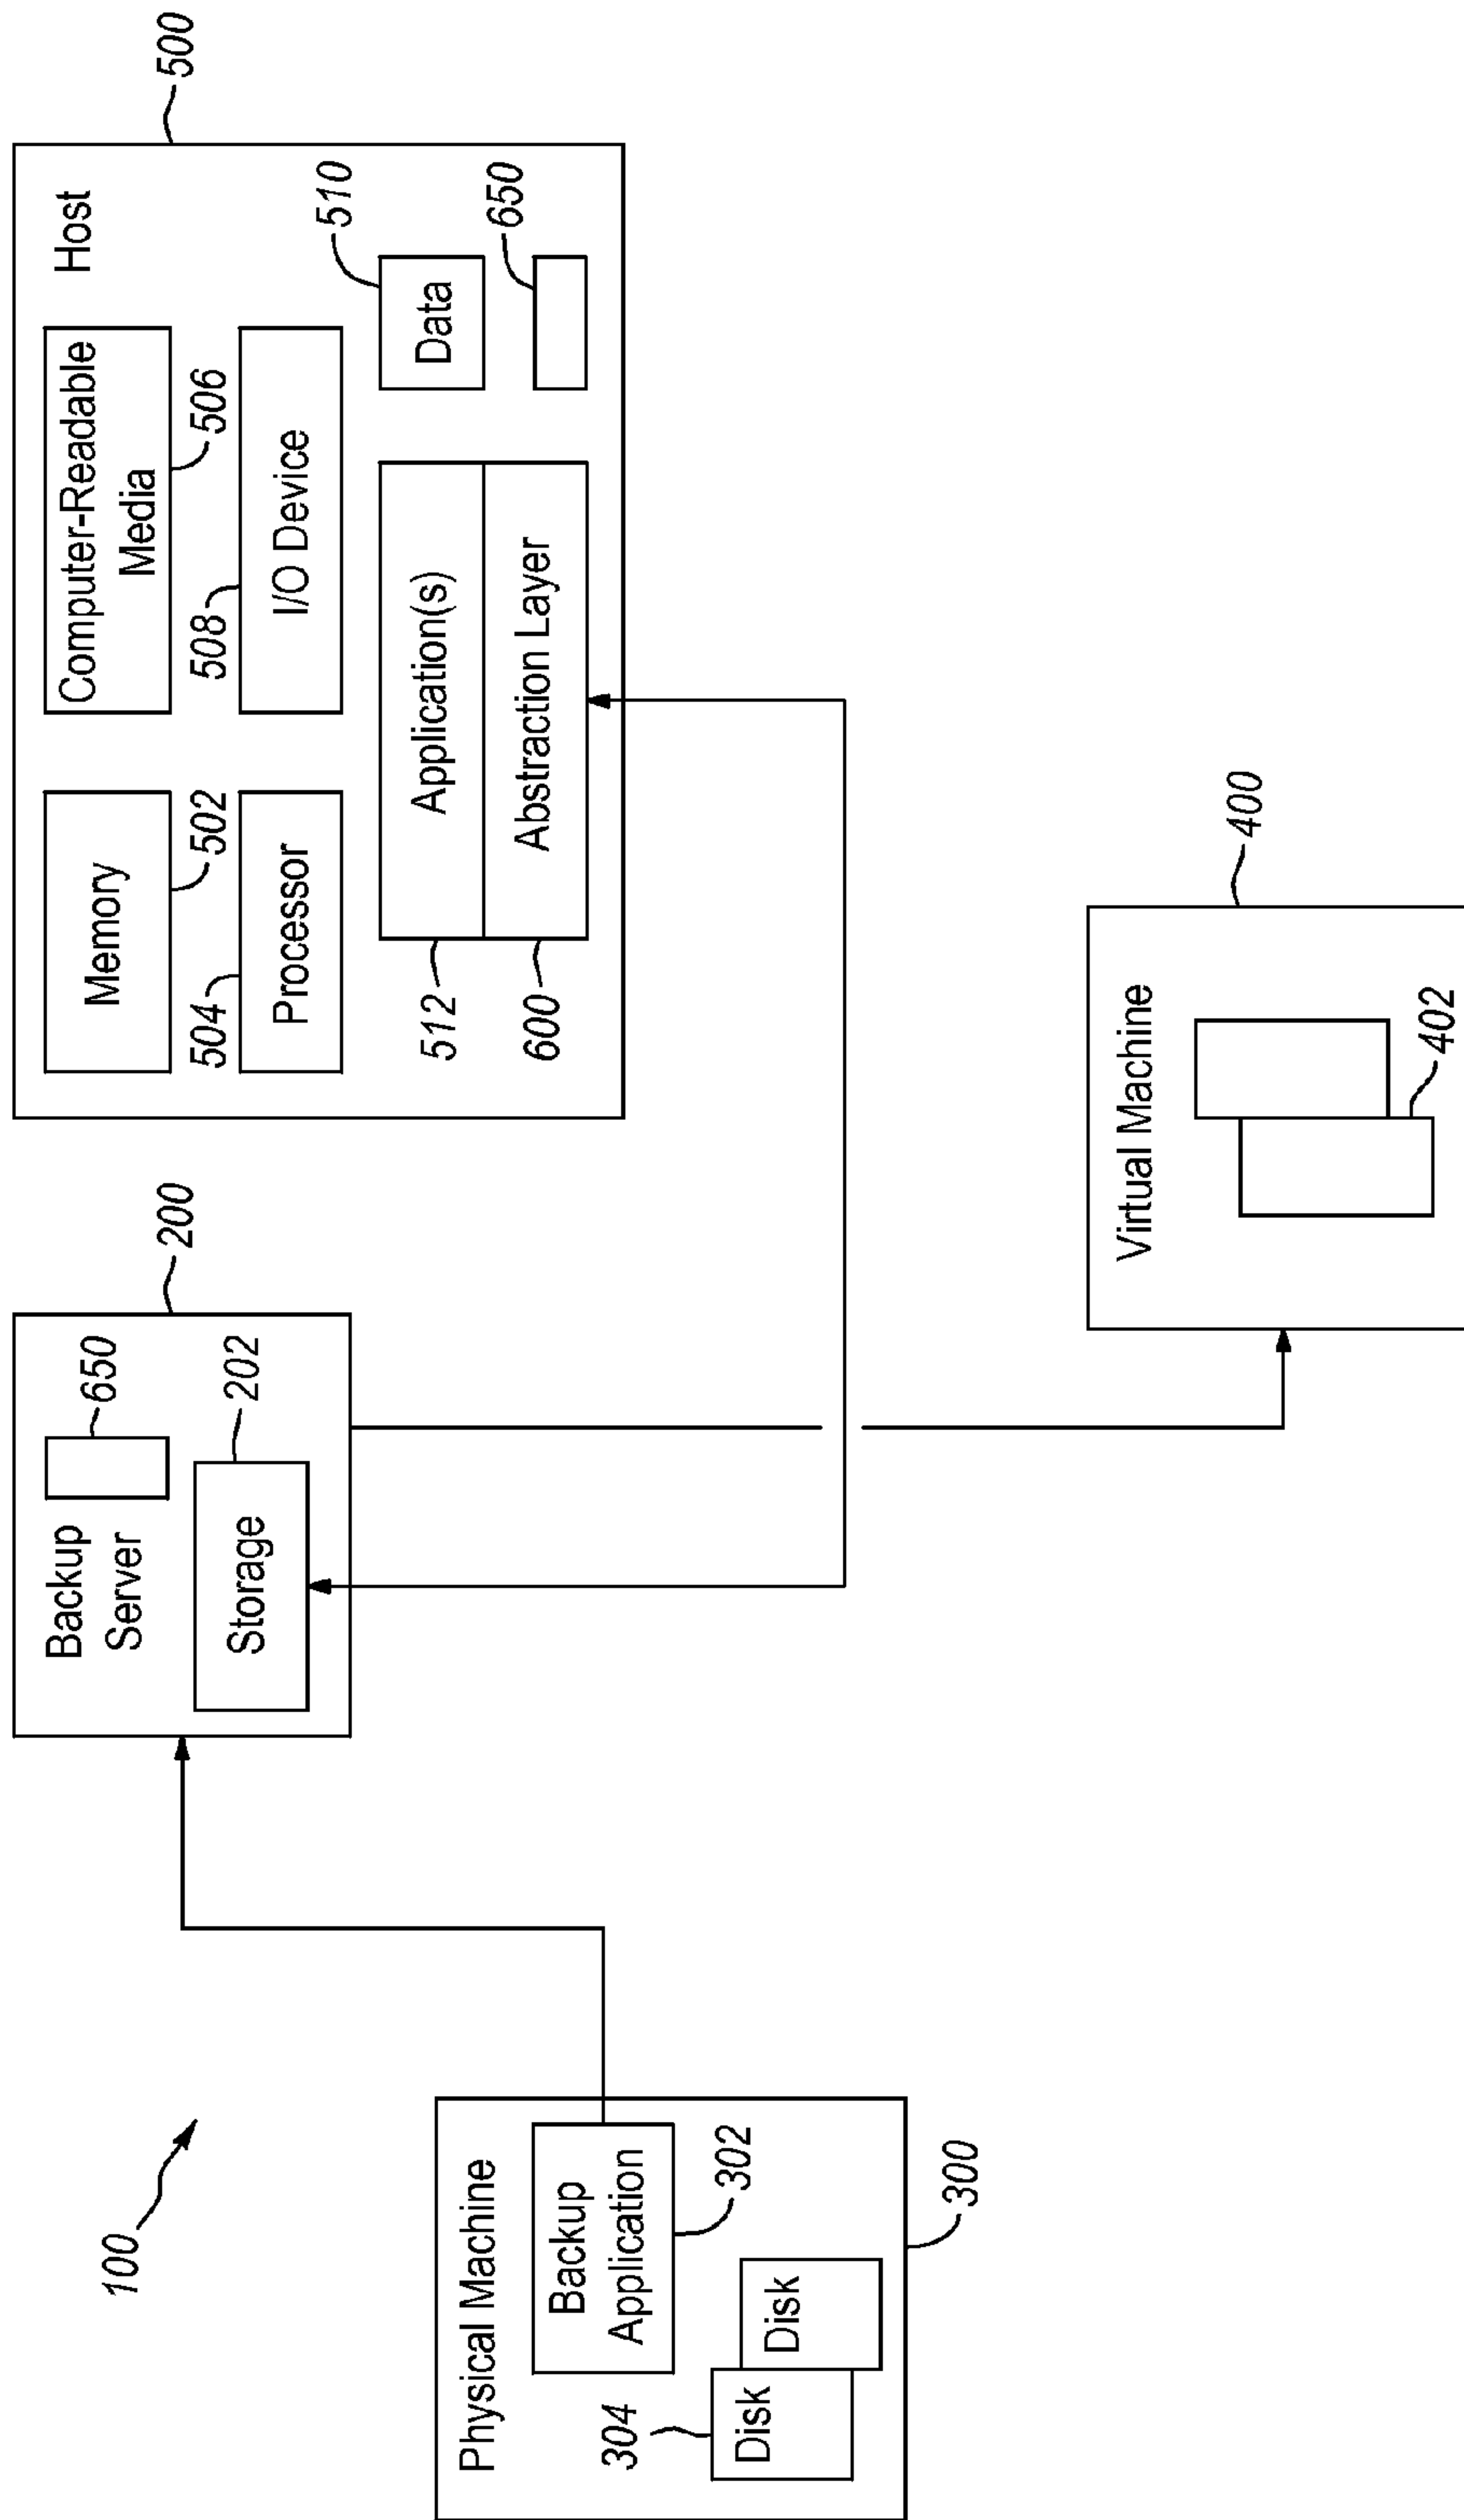 100
Physical Machine
Backup
Application
302
304
Disk
Disk
300
Backup
Server
650
Storage
202
200
Host
500
Memory
502
Computer-Readable
Media
506
504
Processor
508
I/O Device
512
Application(s)
600
Abstraction Layer
Data
510
650
Virtual Machine
400
402